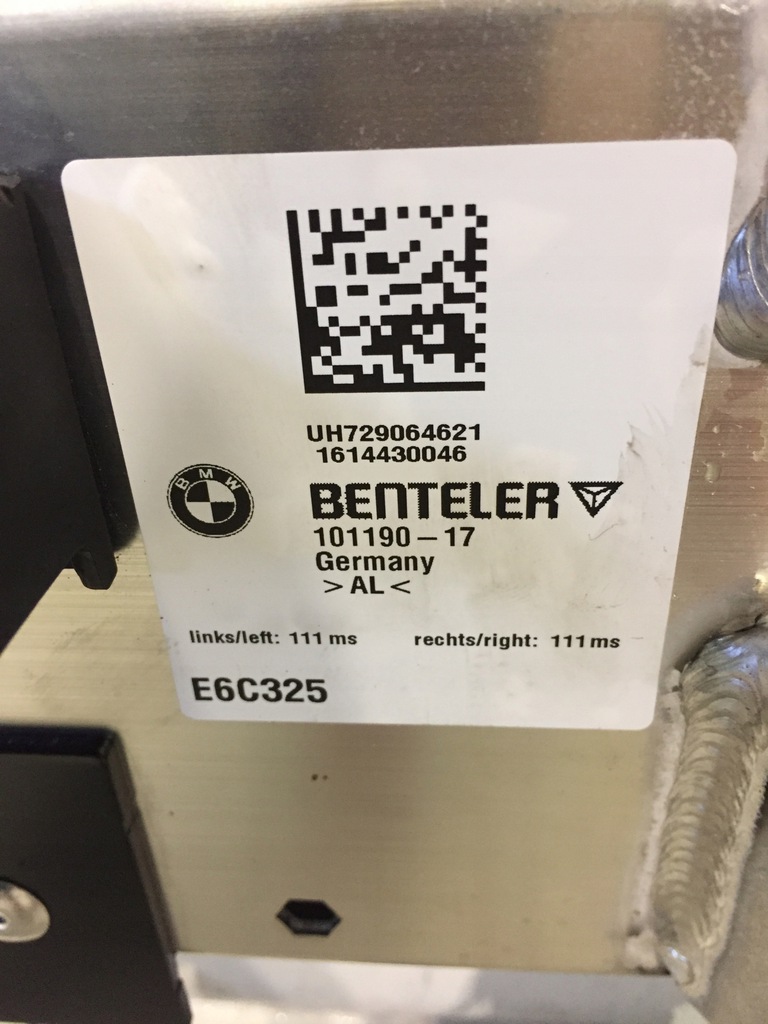 UH729064621
1614430046
BMW
BENTELER
101190-17
Germany
>AL<
links/left: 111 ms rechts/right: 111 ms
E6C325